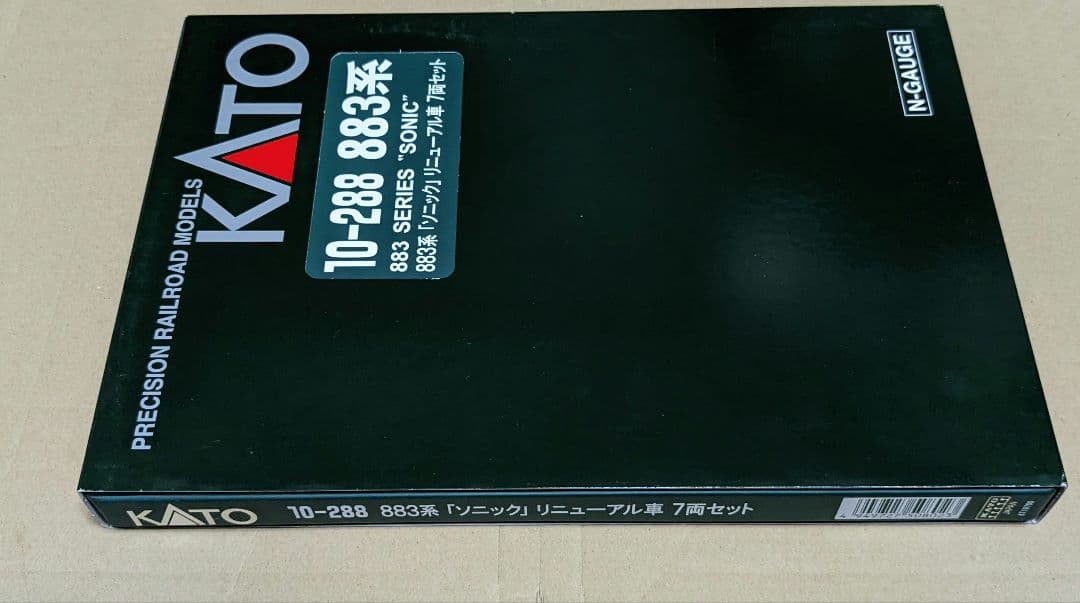 PRECISION RAILROAD MODELS
KATO
10-288 883系
883 SERIES "SONIC"
883系「ソニック」リニューアル車 7両セット
N-GAUGE
KATO 10-288 883系「ソニック」リニューアル車 7両セット